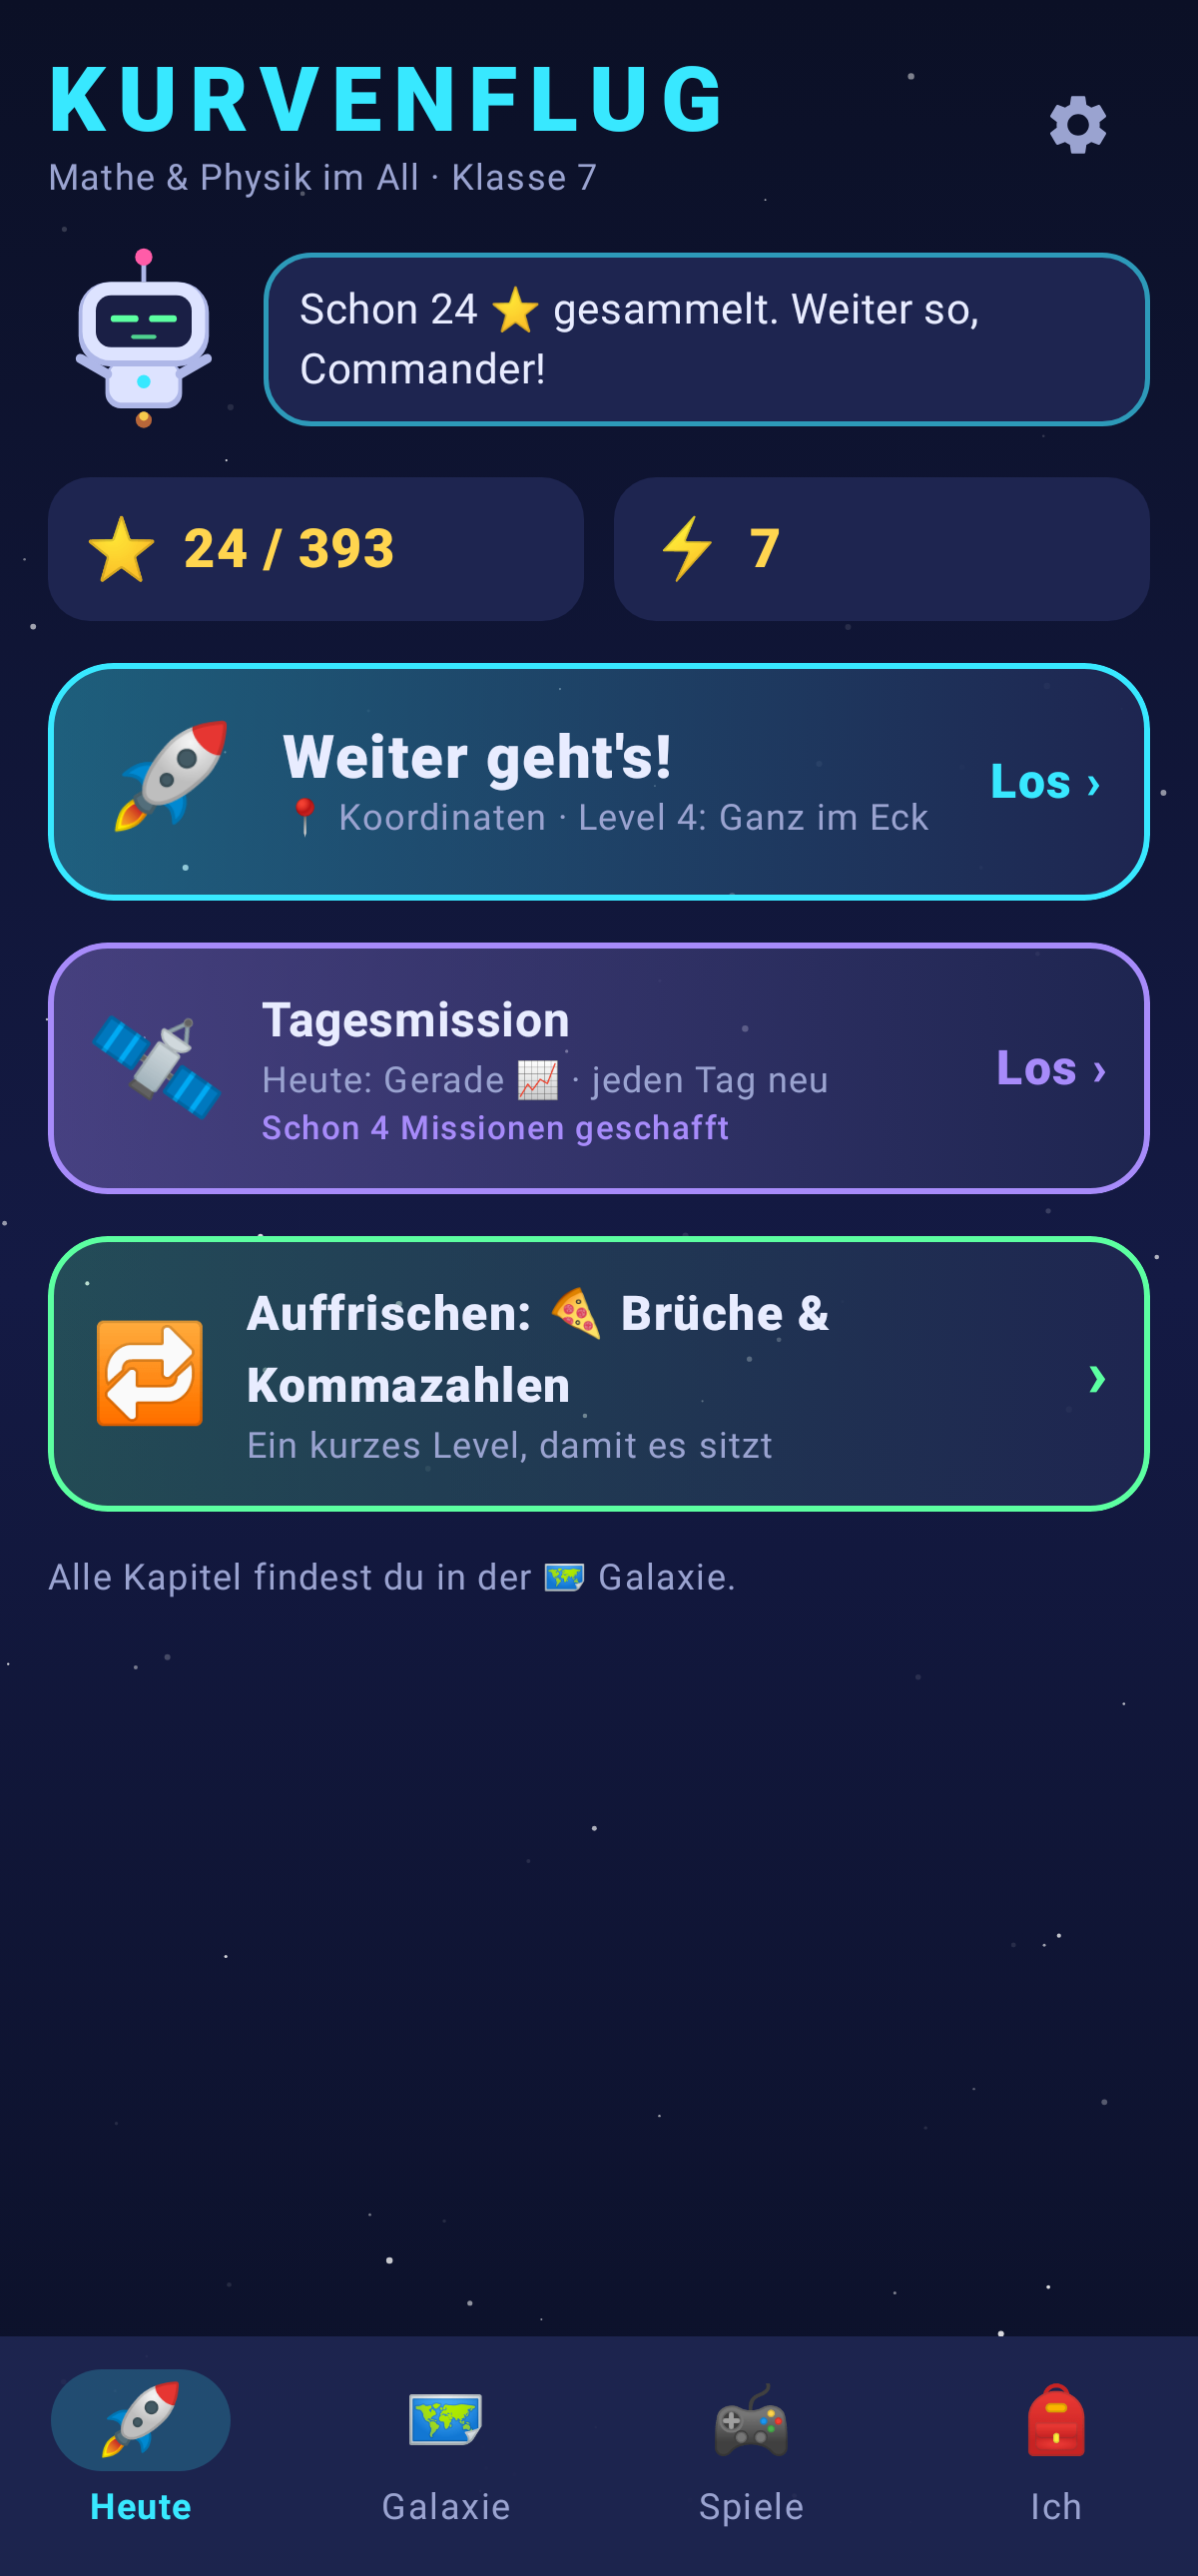 KURVENFLUG
Mathe & Physik im All · Klasse 7
Schon 24 ⭐ gesammelt. Weiter so,
Commander!
24 / 393
7
Weiter geht's!
📍 Koordinaten · Level 4: Ganz im Eck
Los ›
Tagesmission
Heute: Gerade 📈 · jeden Tag neu
Schon 4 Missionen geschafft
Los ›
Auffrischen: 🍕 Brüche &
Kommazahlen
Ein kurzes Level, damit es sitzt
›
Alle Kapitel findest du in der 🗺️ Galaxie.
Heute
Galaxie
Spiele
Ich